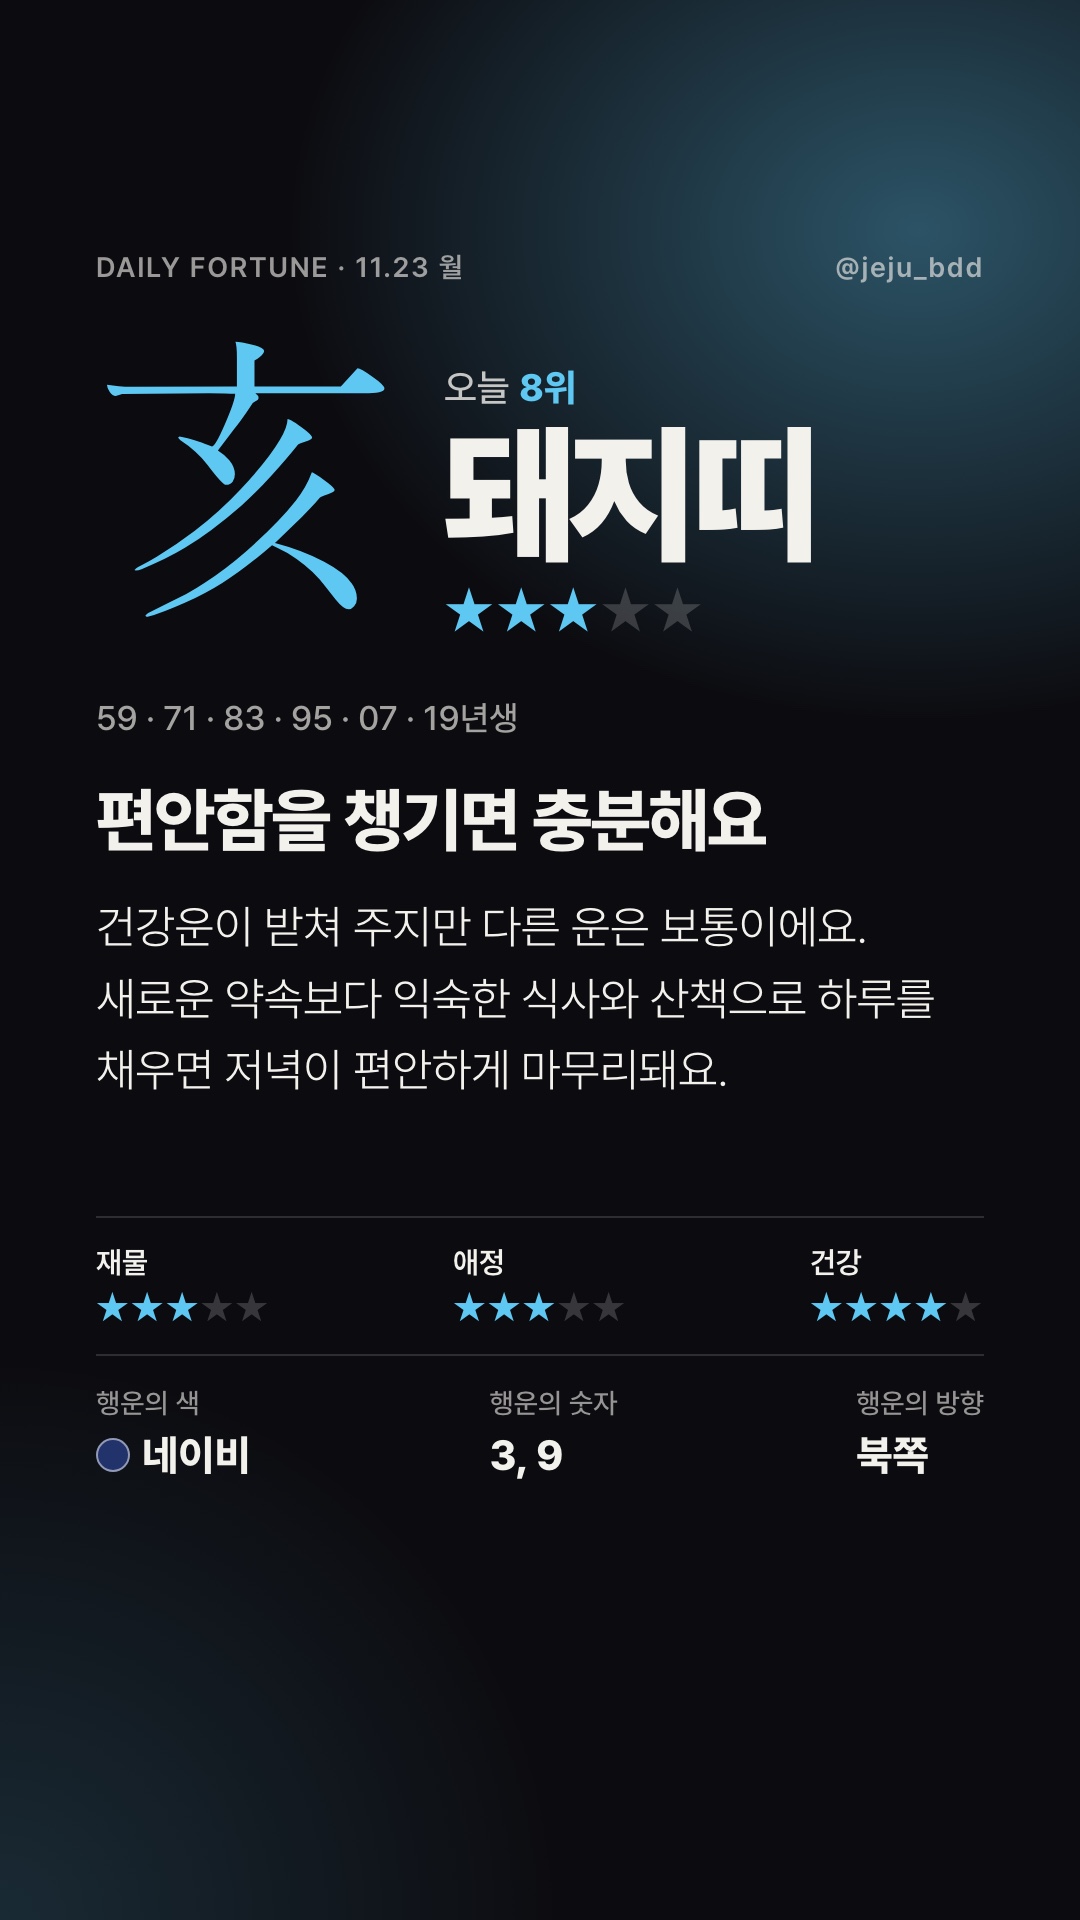 DAILY FORTUNE · 11.23 월
@jeju_bdd
亥
오늘 8위
돼지띠
★★★★★
59 · 71 · 83 · 95 · 07 · 19년생
편안함을 챙기면 충분해요
건강운이 받쳐 주지만 다른 운은 보통이에요.
새로운 약속보다 익숙한 식사와 산책으로 하루를
채우면 저녁이 편안하게 마무리돼요.
재물 애정 건강
★★★★★ ★★★★★ ★★★★★
행운의 색 행운의 숫자 행운의 방향
네이비 3, 9 북쪽